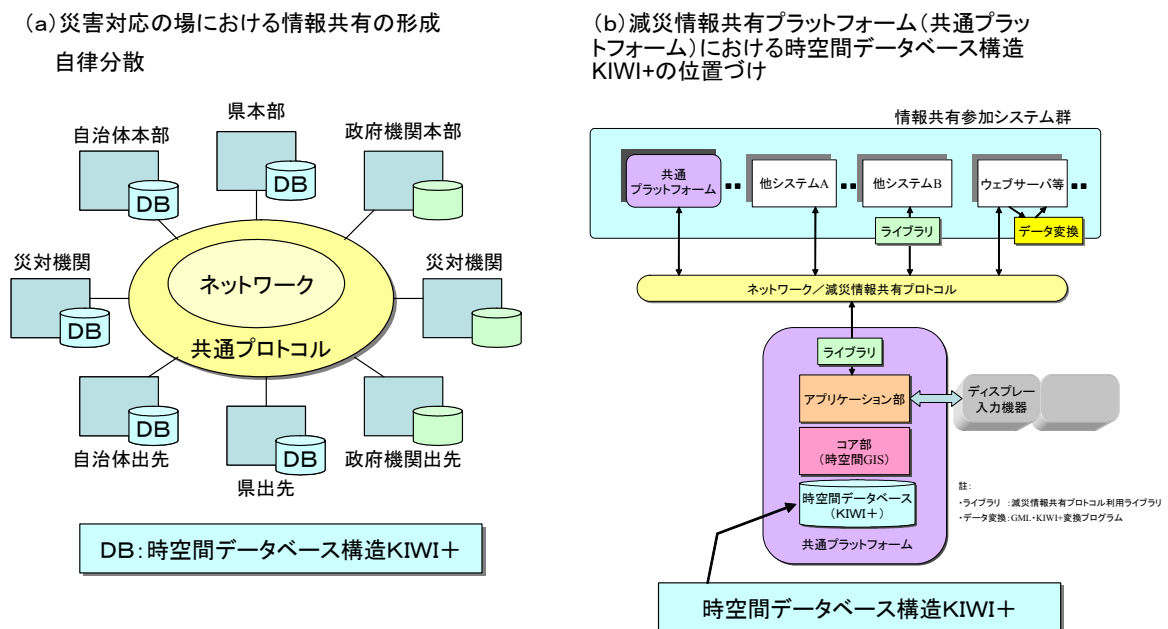 (a)災害対応の場における情報共有の形成
自律分散
県本部
自治体本部
政府機関本部
DB
DB
災対機関
災対機関
ネットワーク
DB
共通プロトコル
DB
DB
自治体出先
県出先
政府機関出先
DB:時空間データベース構造KIWI+
(b)減災情報共有プラットフォーム(共通プラッ
トフォーム)における時空間データベース構造
KIWI+の位置づけ
情報共有参加システム群
共通
プラットフォーム
他システムA
他システムB
ウェブサーバ等
ライブラリ
データ変換
ネットワーク/減災情報共有プロトコル
ライブラリ
アプリケーション部
ディスプレー
入力機器
コア部
(時空間GIS)
時空間データベース
(KIWI+)
共通プラットフォーム
註:
・ライブラリ :減災情報共有プロトコル利用ライブラリ
・データ変換:GML・KIWI+変換プログラム
時空間データベース構造KIWI+